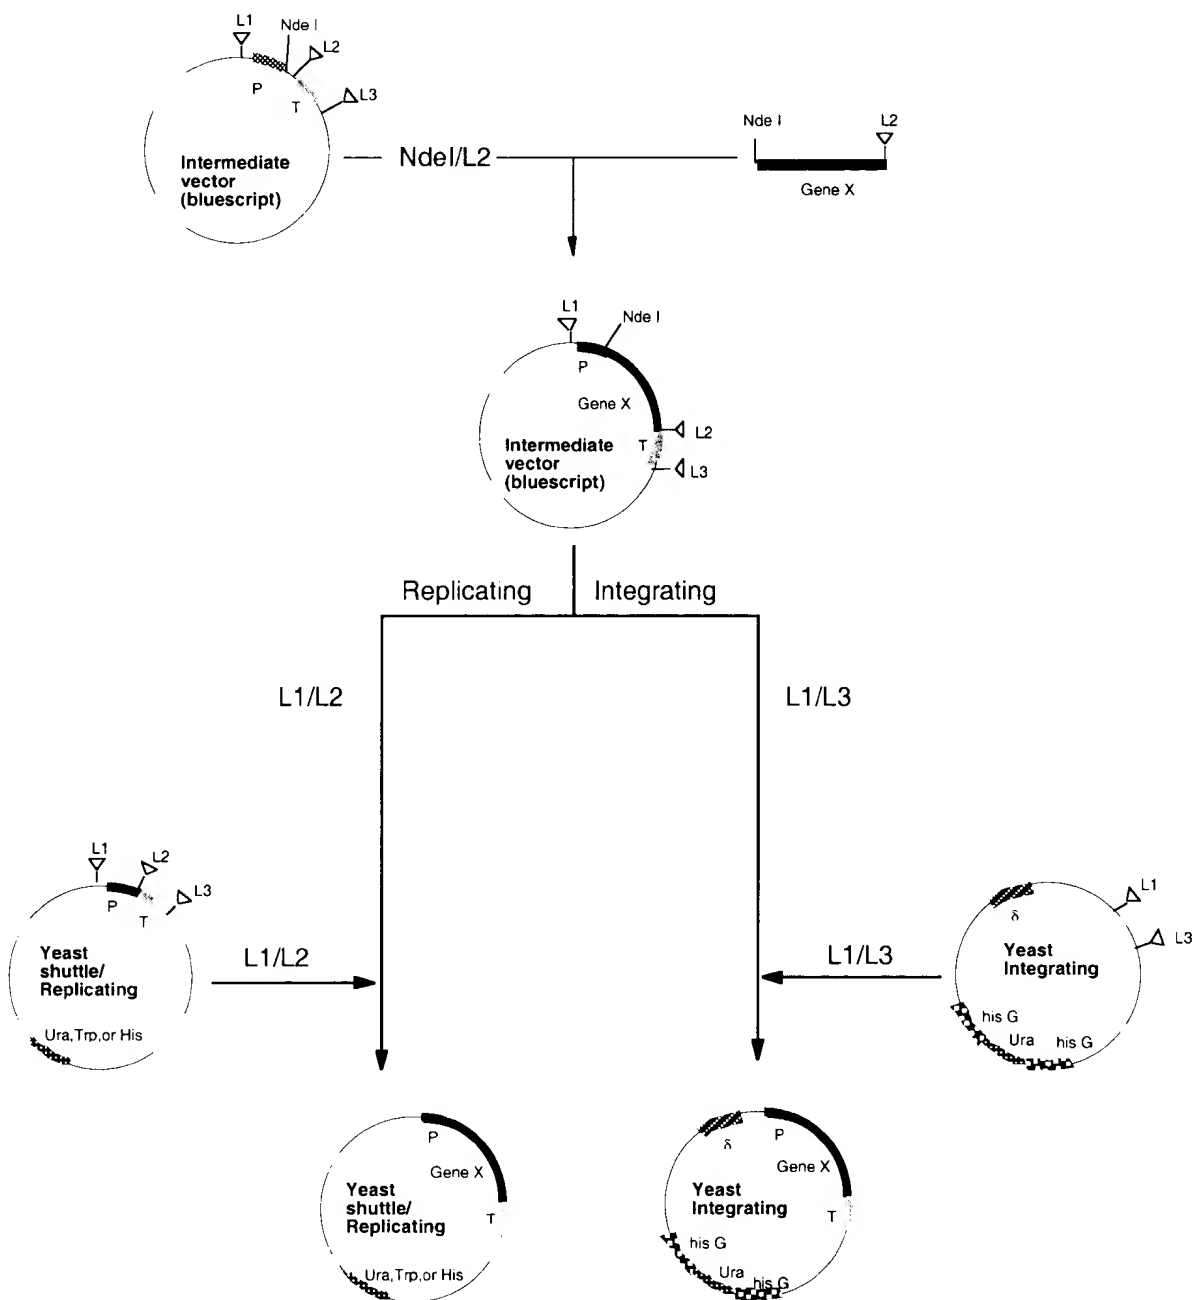 L1
Nde I
L2
P
T
L3
Intermediate
vector
(bluescript)
NdeI/L2
Nde I
L2
Gene X
L1
Nde I
P
Gene X
L2
T
L3
Intermediate
vector
(bluescript)
Replicating
Integrating
L1/L2
L1/L3
L1
L2
L3
P
T
Yeast
shuttle/
Replicating
Ura,Trp,or His
L1/L2
L1/L3
L1
L3
δ
Yeast
Integrating
his G
Ura
his G
P
Gene X
T
Yeast
shuttle/
Replicating
Ura,Trp,or His
δ
P
Gene X
T
Yeast
Integrating
his G
Ura
his G